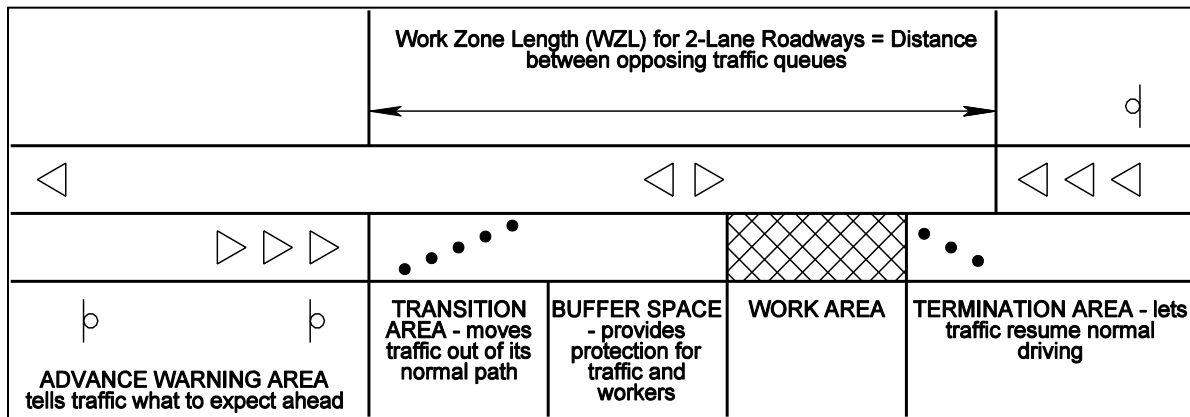 Work Zone Length (WZL) for 2-Lane Roadways = Distance
between opposing traffic queues
ADVANCE WARNING AREA
tells traffic what to expect ahead
TRANSITION
AREA - moves
traffic out of its
normal path
BUFFER SPACE
- provides
protection for
traffic and
workers
WORK AREA
TERMINATION AREA - lets
traffic resume normal
driving